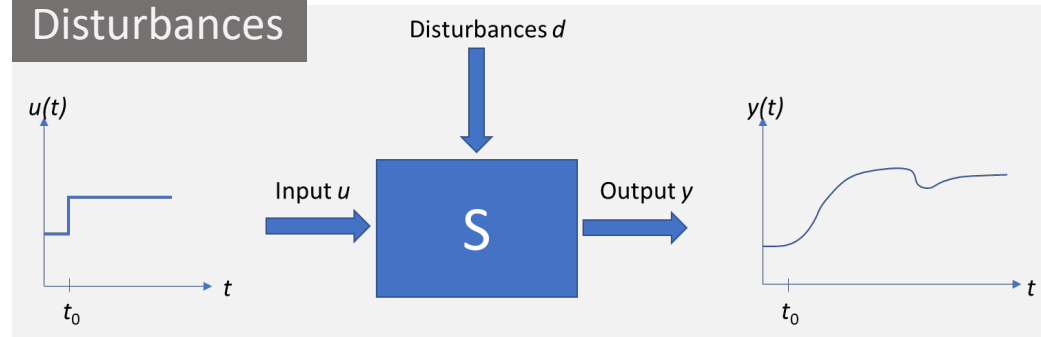 Disturbances
Disturbances d
u(t)
y(t)
Input u
Output y
S
t
t
t₀
t₀